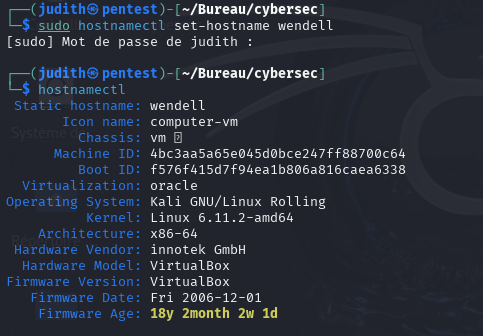 ┌──(judith㉿pentest)-[~/Bureau/cybersec]
└─$ sudo hostnamectl set-hostname wendell
[sudo] Mot de passe de judith :
┌──(judith㉿pentest)-[~/Bureau/cybersec]
└─$ hostnamectl
Static hostname: wendell
Icon name: computer-vm
Chassis: vm
Machine ID: 4bc3aa5a65e045d0bce247ff88700c64
Boot ID: f576f415d7f94ea1b806a816caea6338
Virtualization: oracle
Operating System: Kali GNU/Linux Rolling
Kernel: Linux 6.11.2-amd64
Architecture: x86-64
Hardware Vendor: innotek GmbH
Hardware Model: VirtualBox
Firmware Version: VirtualBox
Firmware Date: Fri 2006-12-01
Firmware Age: 18y 2month 2w 1d